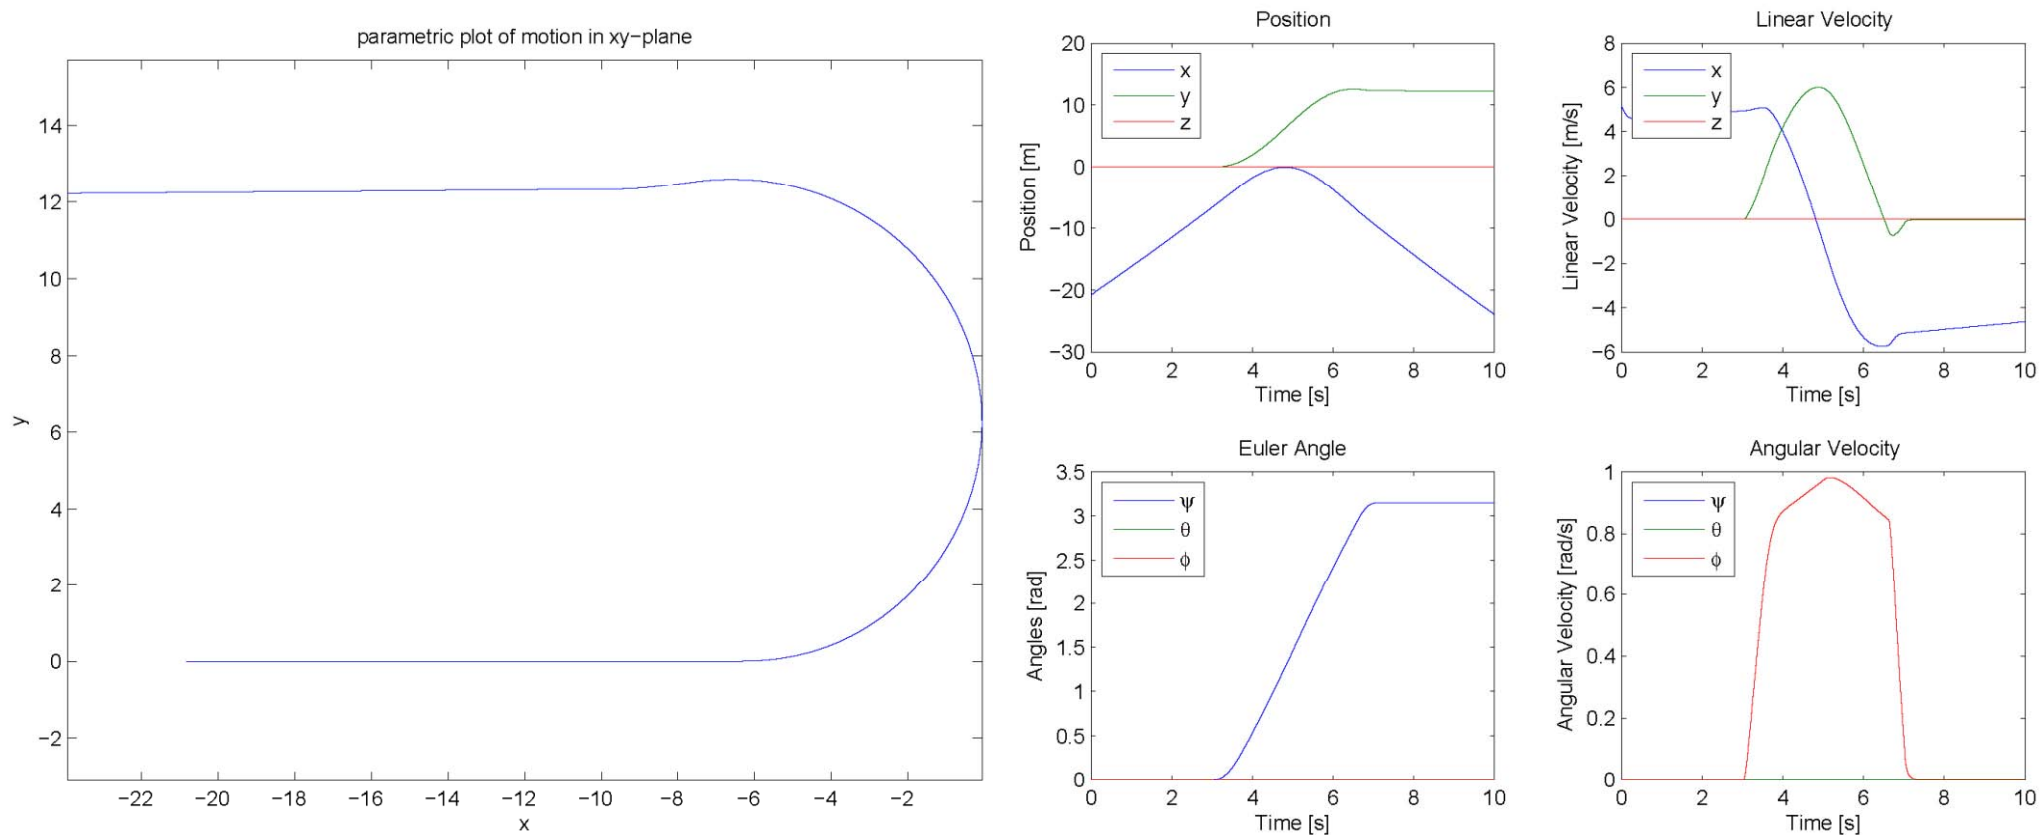 parametric plot of motion in xy−plane
14
12
10
8
6
4
2
0
−2
y
−22 −20 −18 −16 −14 −12 −10 −8 −6 −4 −2
x
Position
20
10
0
−10
−20
−30
Position [m]
x
y
z
0 2 4 6 8 10
Time [s]
Linear Velocity
8
6
4
2
0
−2
−4
−6
Linear Velocity [m/s]
x
y
z
0 2 4 6 8 10
Time [s]
Euler Angle
3.5
3
2.5
2
1.5
1
0.5
0
Angles [rad]
ψ
θ
ϕ
0 2 4 6 8 10
Time [s]
Angular Velocity
1
0.8
0.6
0.4
0.2
0
Angular Velocity [rad/s]
ψ
θ
ϕ
0 2 4 6 8 10
Time [s]